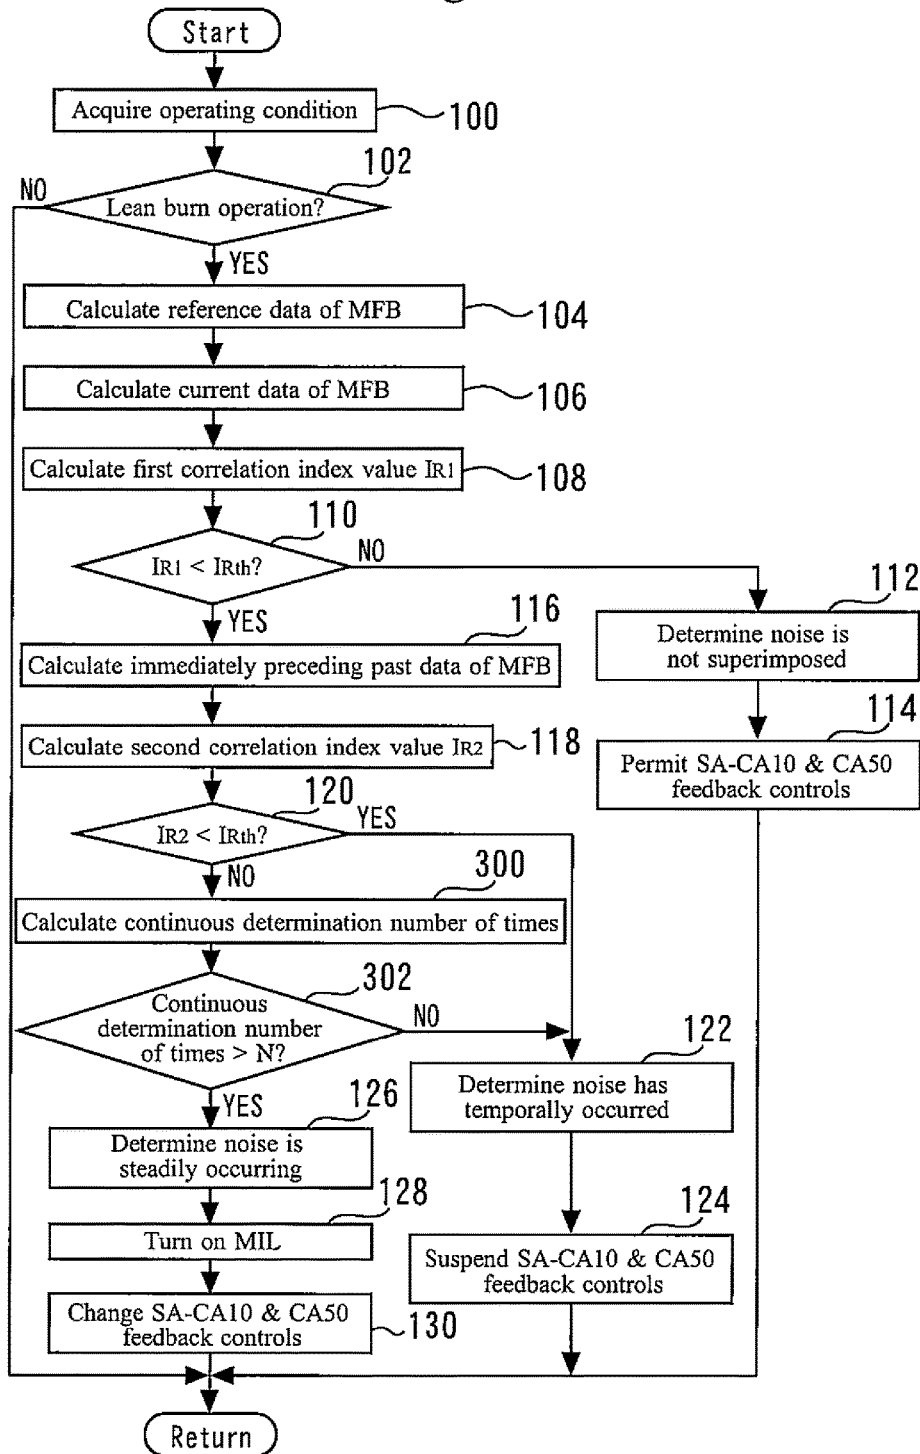 Start
Acquire operating condition
100
102
NO
Lean burn operation?
YES
Calculate reference data of MFB
104
Calculate current data of MFB
106
Calculate first correlation index value IR1
108
110
IR1 < IRth?
NO
YES
112
Determine noise is
not superimposed
116
Calculate immediately preceding past data of MFB
114
Permit SA-CA10 & CA50
feedback controls
Calculate second correlation index value IR2
118
120
IR2 < IRth?
YES
NO
300
Calculate continuous determination number of times
302
Continuous
determination number
of times > N?
NO
YES
122
Determine noise has
temporally occurred
126
Determine noise is
steadily occurring
128
Turn on MIL
124
Suspend SA-CA10 & CA50
feedback controls
Change SA-CA10 & CA50
feedback controls
130
Return